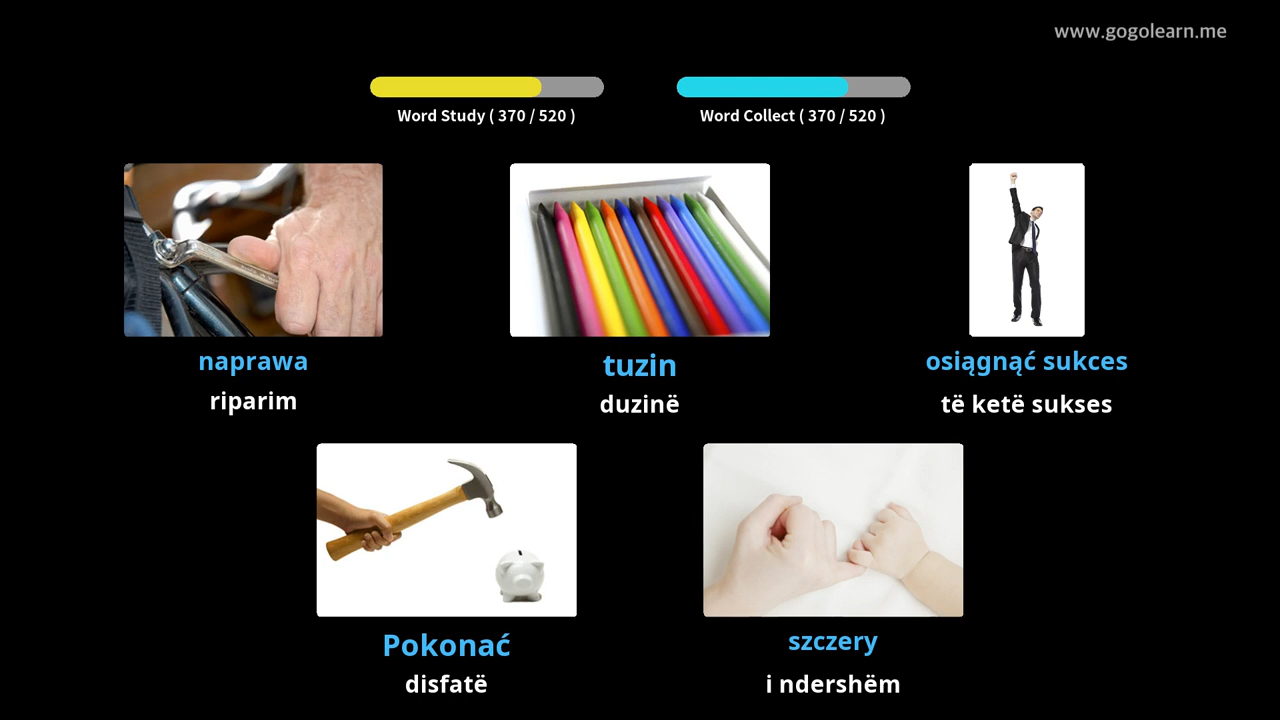 www.gogolearn.me
Word Study ( 370 / 520 )
Word Collect ( 370 / 520 )
naprawa
riparim
tuzin
duzinë
osiągnąć sukces
të ketë sukses
Pokonać
disfatë
szczery
i ndershëm